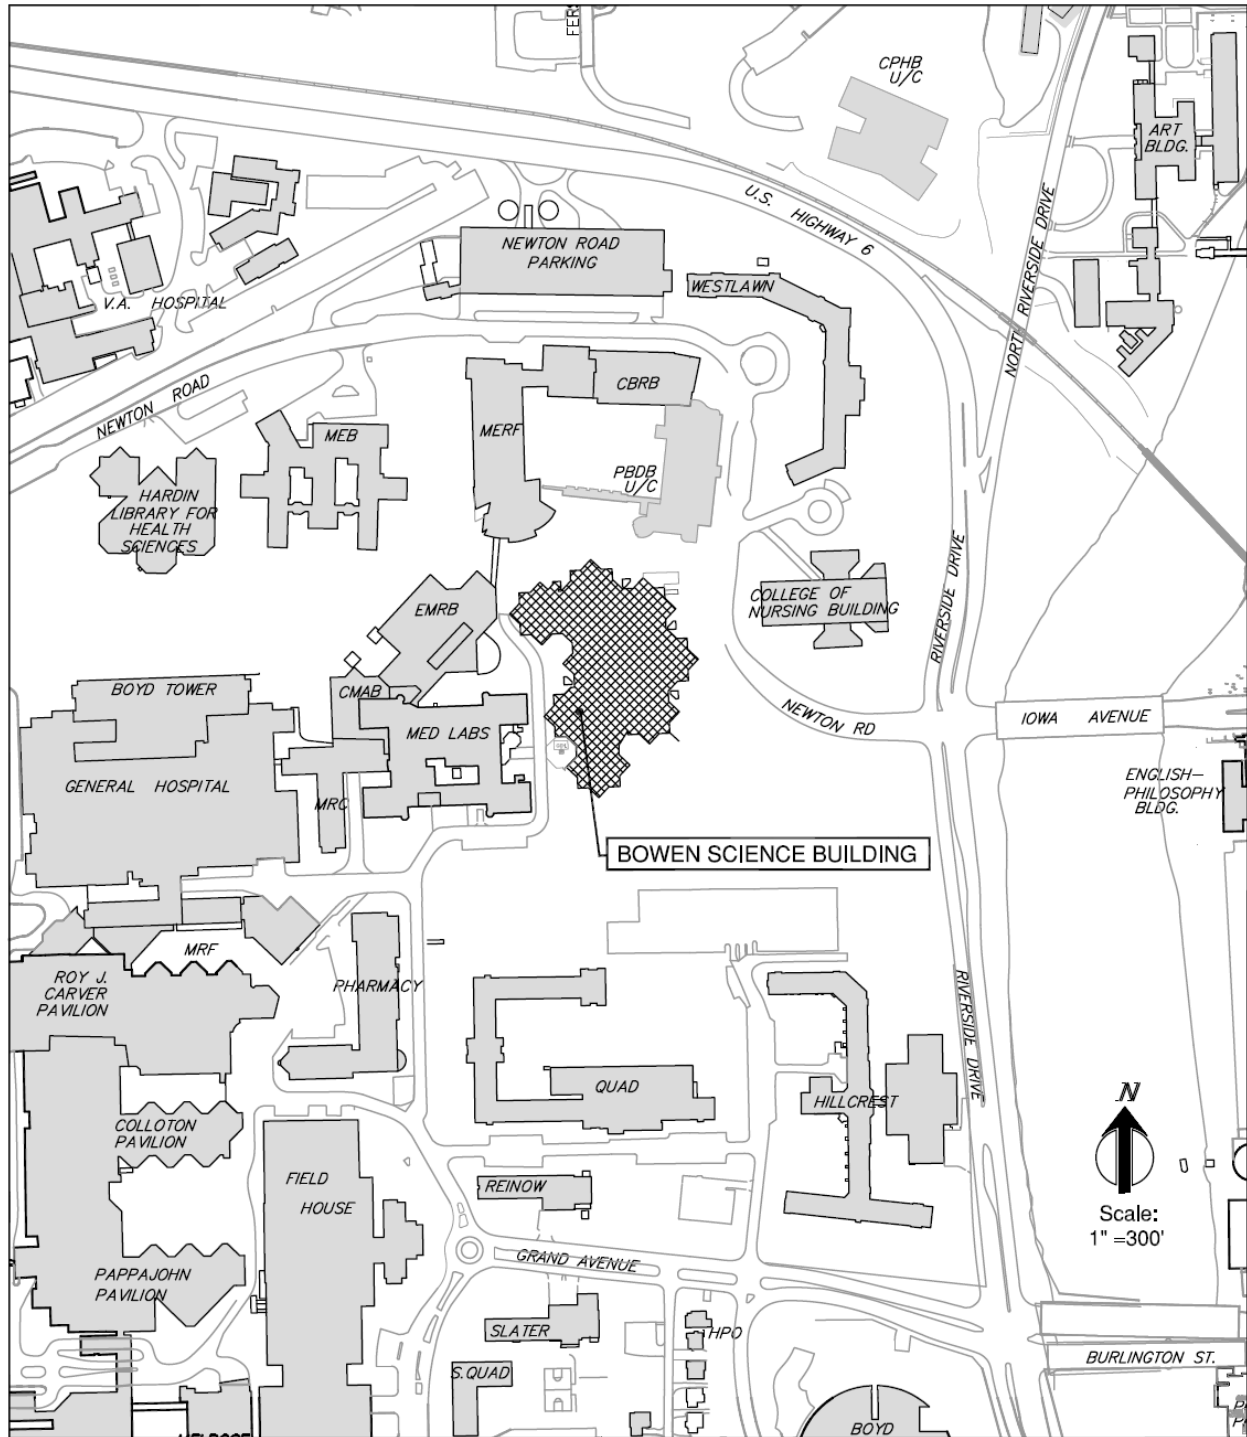 FER
CPHB
U/C
ART
BLDG.
U.S. HIGHWAY 6
NORTH RIVERSIDE DRIVE
NEWTON ROAD
PARKING
WESTLAWN
V.A. HOSPITAL
NEWTON ROAD
CBRB
MERF
MEB
PBDB
U/C
HARDIN
LIBRARY FOR
HEALTH
SCIENCES
RIVERSIDE DRIVE
COLLEGE OF
NURSING BUILDING
EMRB
BOYD TOWER
CMAB
MED LABS
NEWTON RD
IOWA AVENUE
GENERAL HOSPITAL
MRC
ENGLISH-
PHILOSOPHY
BLDG.
BOWEN SCIENCE BUILDING
MRF
ROY J.
CARVER
PAVILION
PHARMACY
RIVERSIDE DRIVE
QUAD
HILLCREST
COLLOTON
PAVILION
N
FIELD
HOUSE
REINOW
Scale:
1" =300'
GRAND AVENUE
PAPPAJOHN
PAVILION
SLATER
HPO
BURLINGTON ST.
S.QUAD
BOYD